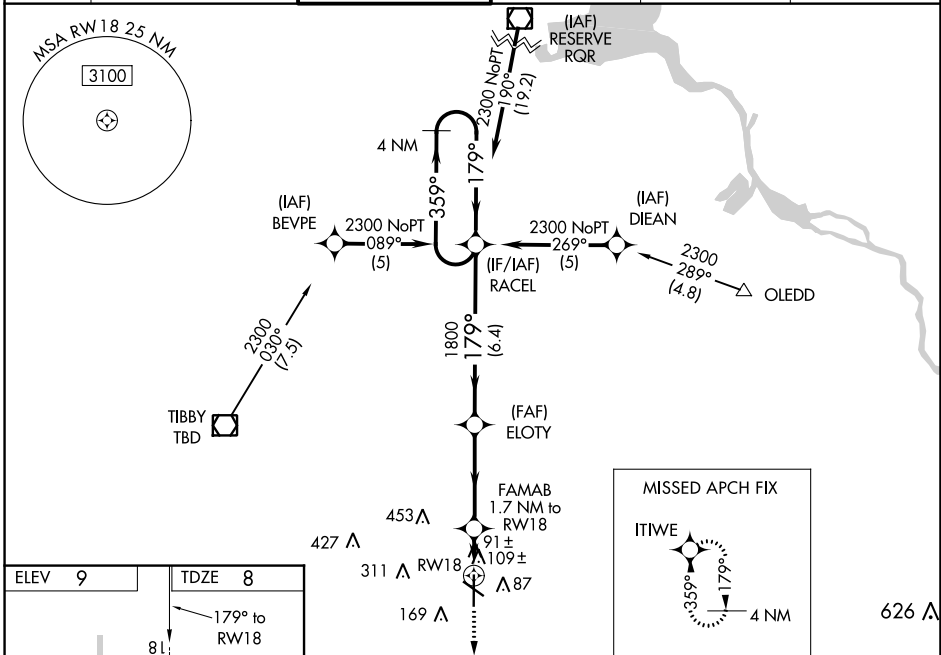 MSA RW18 25 NM
3100
(IAF)
RESERVE
RQR
2300 NoPT
190°
(19.2)
4 NM
359°
179°
(IAF)
BEVPE
2300 NoPT
089°
(5)
(IF/IAF)
RACEL
2300 NoPT
269°
(5)
(IAF)
DIEAN
2300
289°
(4.8)
OLEDD
2300
030°
(7.5)
TIBBY
TBD
1800
179°
(6.4)
(FAF)
ELOTY
FAMAB
1.7 NM to
RW18
453
427
91±
109±
311
RW18
87
169
MISSED APCH FIX
ITIWE
359°
179°
4 NM
626
ELEV 9
TDZE 8
179° to
RW18
18